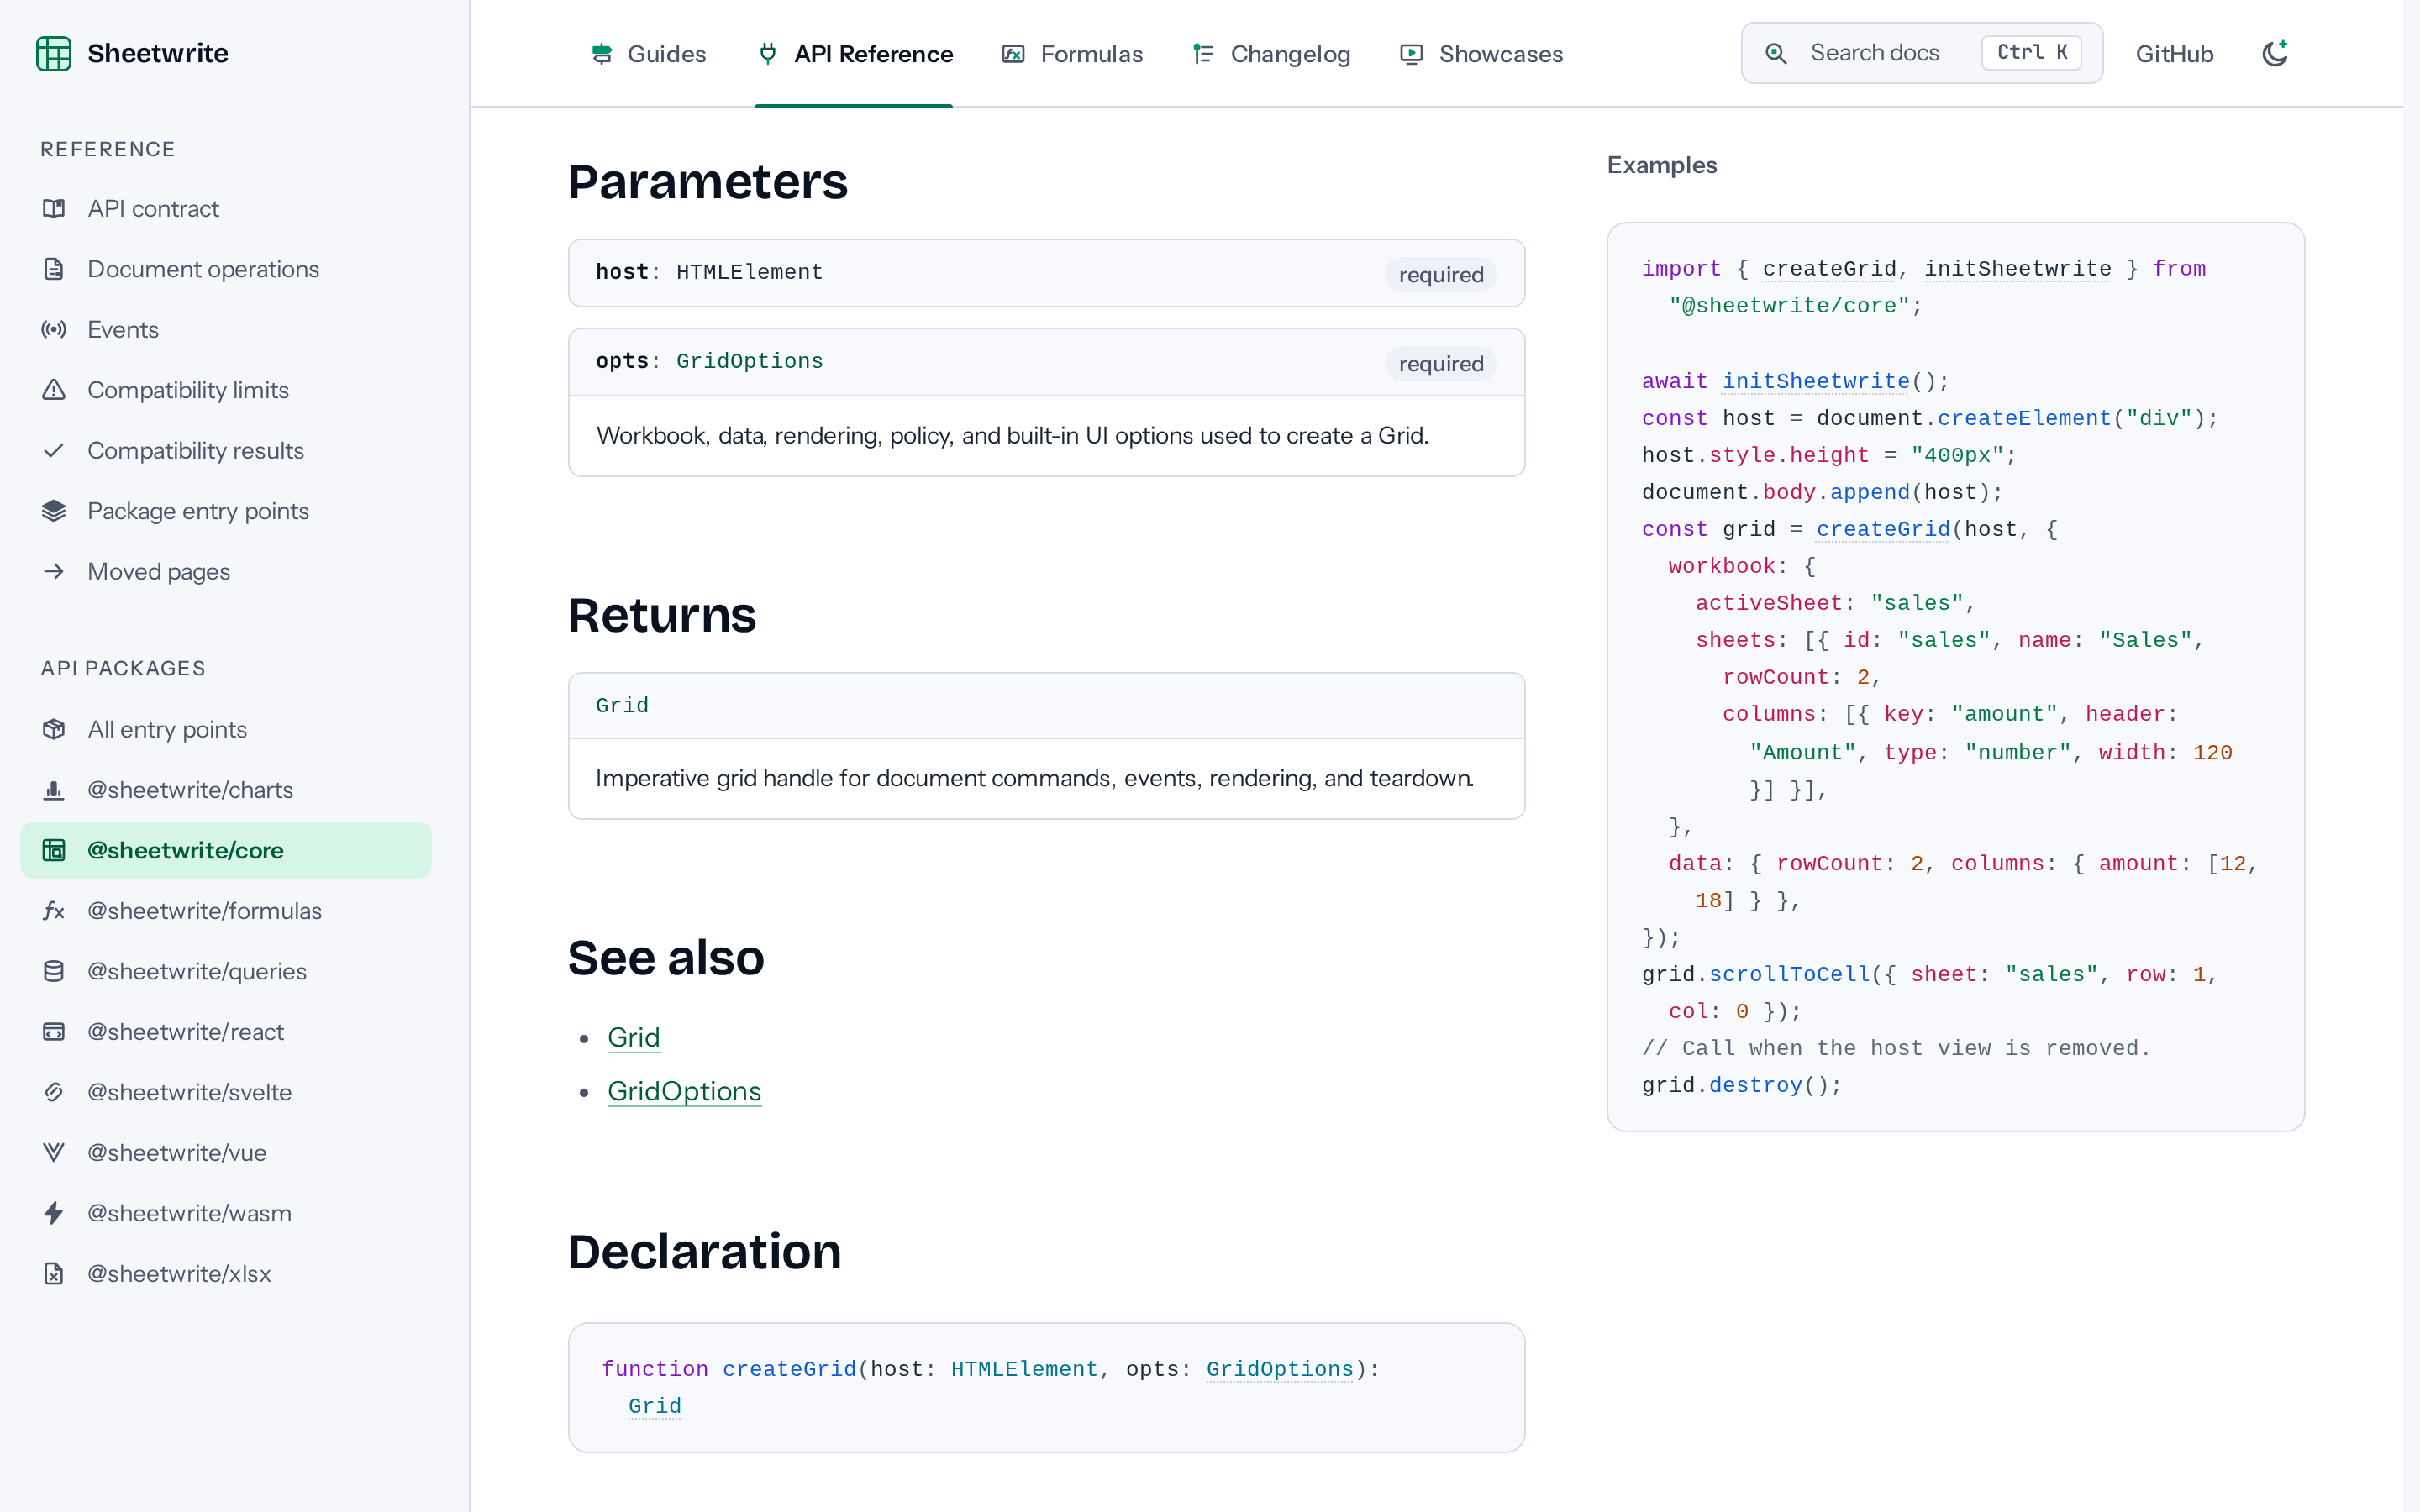 Sheetwrite
Guides
API Reference
Formulas
Changelog
Showcases
Search docs
Ctrl K
GitHub
REFERENCE
API contract
Document operations
Events
Compatibility limits
Compatibility results
Package entry points
Moved pages
API PACKAGES
All entry points
@sheetwrite/charts
@sheetwrite/core
@sheetwrite/formulas
@sheetwrite/queries
@sheetwrite/react
@sheetwrite/svelte
@sheetwrite/vue
@sheetwrite/wasm
@sheetwrite/xlsx
Parameters
host: HTMLElement required
opts: GridOptions required
Workbook, data, rendering, policy, and built-in UI options used to create a Grid.
Returns
Grid
Imperative grid handle for document commands, events, rendering, and teardown.
See also
• Grid
• GridOptions
Declaration
function createGrid(host: HTMLElement, opts: GridOptions):
  Grid
Examples
import { createGrid, initSheetwrite } from
  "@sheetwrite/core";

await initSheetwrite();
const host = document.createElement("div");
host.style.height = "400px";
document.body.append(host);
const grid = createGrid(host, {
  workbook: {
    activeSheet: "sales",
    sheets: [{ id: "sales", name: "Sales",
      rowCount: 2,
      columns: [{ key: "amount", header:
        "Amount", type: "number", width: 120
        }] }],
  },
  data: { rowCount: 2, columns: { amount: [12,
    18] } },
});
grid.scrollToCell({ sheet: "sales", row: 1,
  col: 0 });
// Call when the host view is removed.
grid.destroy();